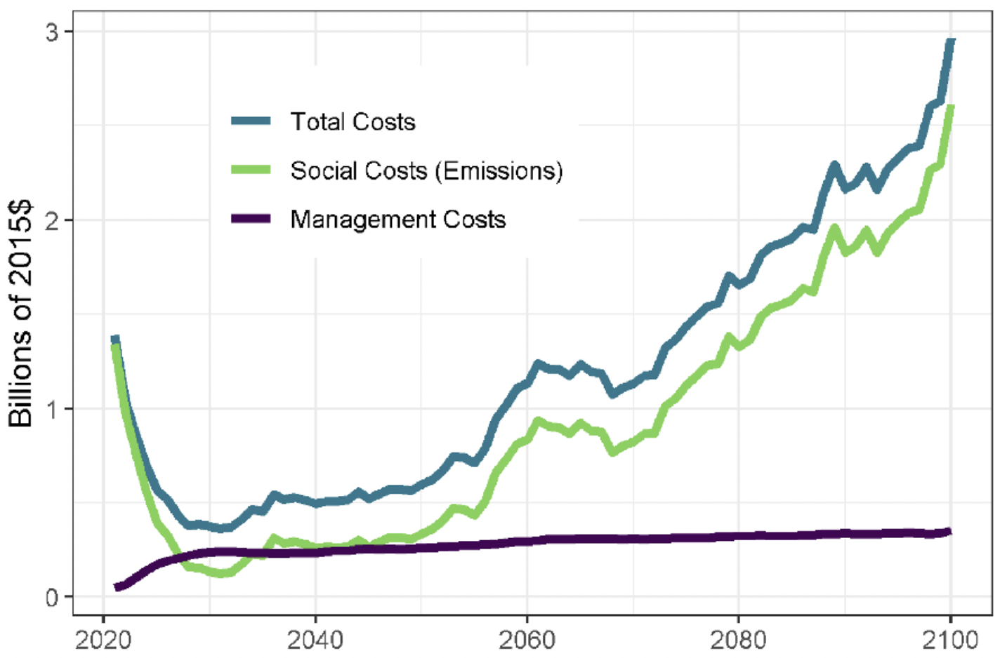 3
2
1
0
Billions of 2015$
Total Costs
Social Costs (Emissions)
Management Costs
2020 2040 2060 2080 2100